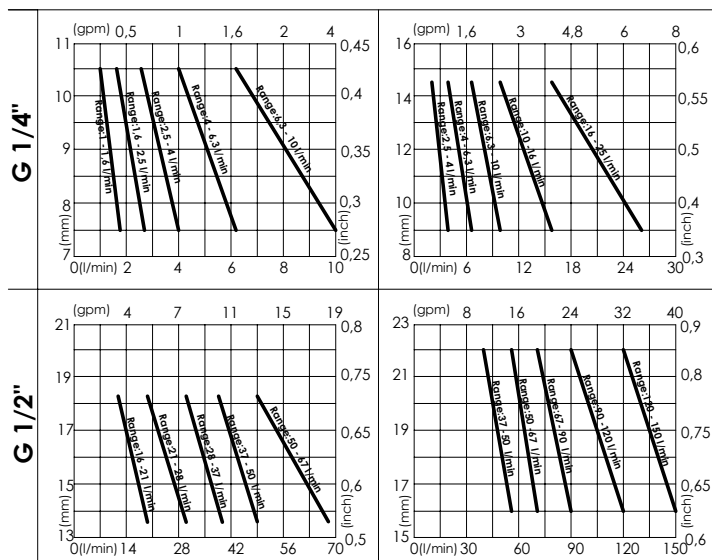 G 1/4"
(gpm) 0,5 1 1,6 2 4
11 10 9 8 7
(mm)
0,45 0,4 0,35 0,3 0,25
(inch)
Range:1 - 1,6 l/min
Range:1,6 - 2,5 l/min
Range:2,5 - 4 l/min
Range:4 - 6,3 l/min
Range:6,3 - 10 l/min
0(l/min) 2 4 6 8 10
(gpm) 1,6 3 4,8 6 8
16 14 12 10 8
(mm)
0,6 0,55 0,5 0,4 0,3
(inch)
Range:2,5 - 4 l/min
Range:4 - 6,3 l/min
Range:6,3 - 10 l/min
Range:10 -16 l/min
Range:16 - 25 l/min
0(l/min) 6 12 18 24 30
G 1/2"
(gpm) 4 7 11 15 19
21 19 17 15 13
(mm)
0,8 0,75 0,65 0,6 0,5
(inch)
Range:16 -21 l/min
Range:21 - 28 l/min
Range:28 - 37 l/min
Range:37 - 50 l/min
Range:50 - 67 l/min
0(l/min) 14 28 42 56 70
(gpm) 8 16 24 32 40
23 21 19 16 15
(mm)
0,9 0,8 0,75 0,65 0,6
(inch)
Range:37 - 50 l/min
Range:50 - 67 l/min
Range:67 - 90 l/min
Range:90 -120 l/min
Range:120 - 150 l/min
0(l/min) 30 60 90 120 150